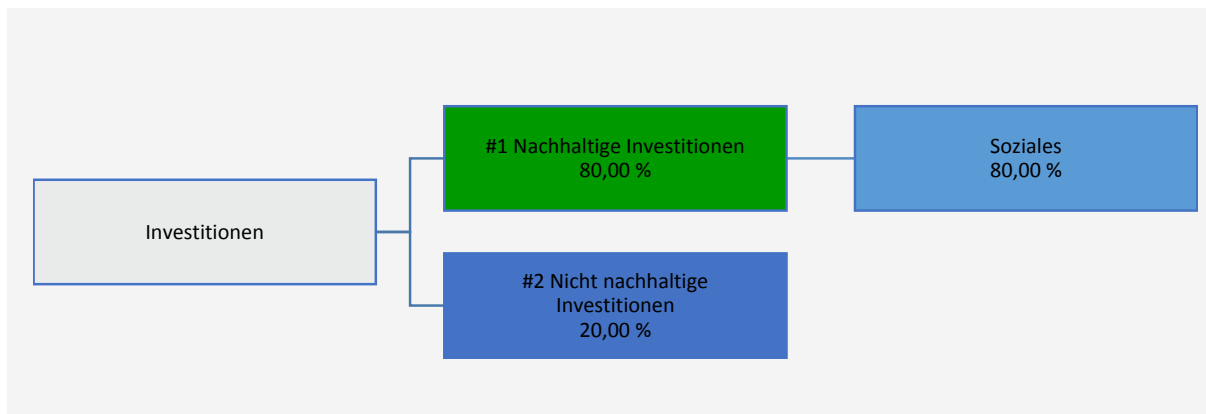 Investitionen
#1 Nachhaltige Investitionen
80,00 %
Soziales
80,00 %
#2 Nicht nachhaltige
Investitionen
20,00 %